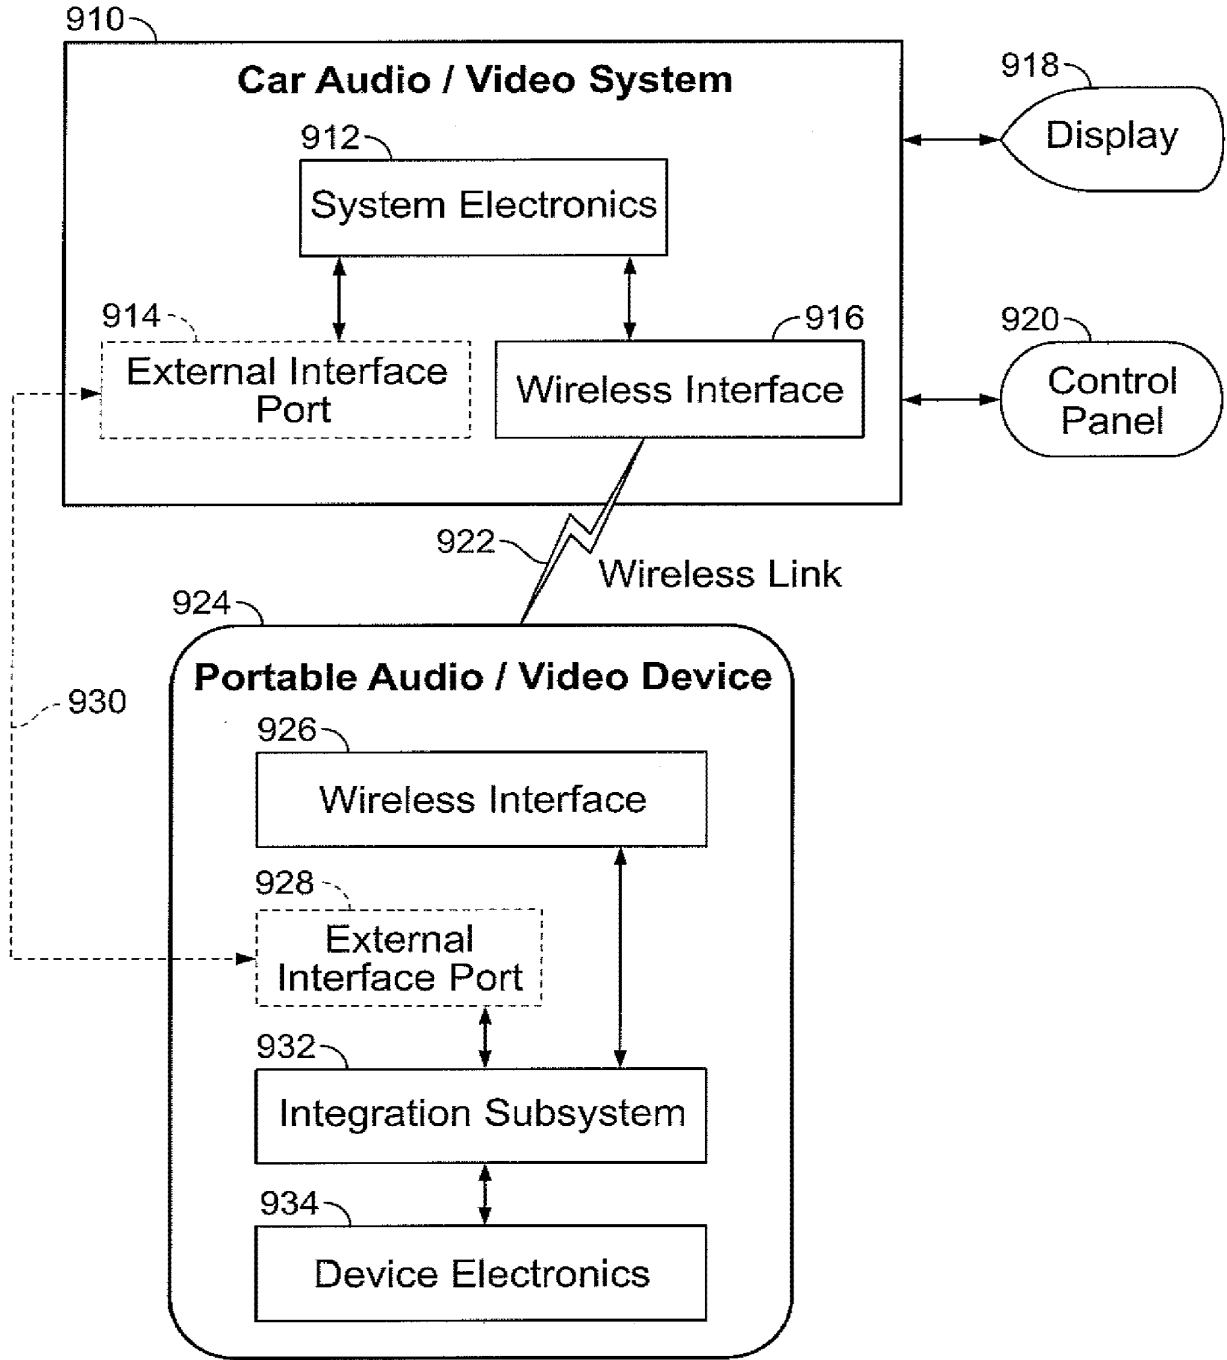 910
Car Audio / Video System
918
Display
912
System Electronics
914
External Interface
Port
916
Wireless Interface
920
Control
Panel
922
Wireless Link
924
Portable Audio / Video Device
930
926
Wireless Interface
928
External
Interface Port
932
Integration Subsystem
934
Device Electronics